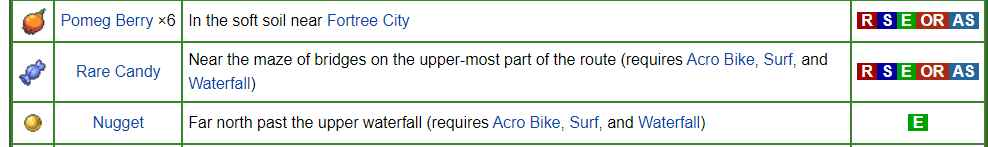 Pomeg Berry ×6 In the soft soil near Fortree City R S E OR AS
Rare Candy Near the maze of bridges on the upper-most part of the route (requires Acro Bike, Surf, and
Waterfall) R S E OR AS
Nugget Far north past the upper waterfall (requires Acro Bike, Surf, and Waterfall) E